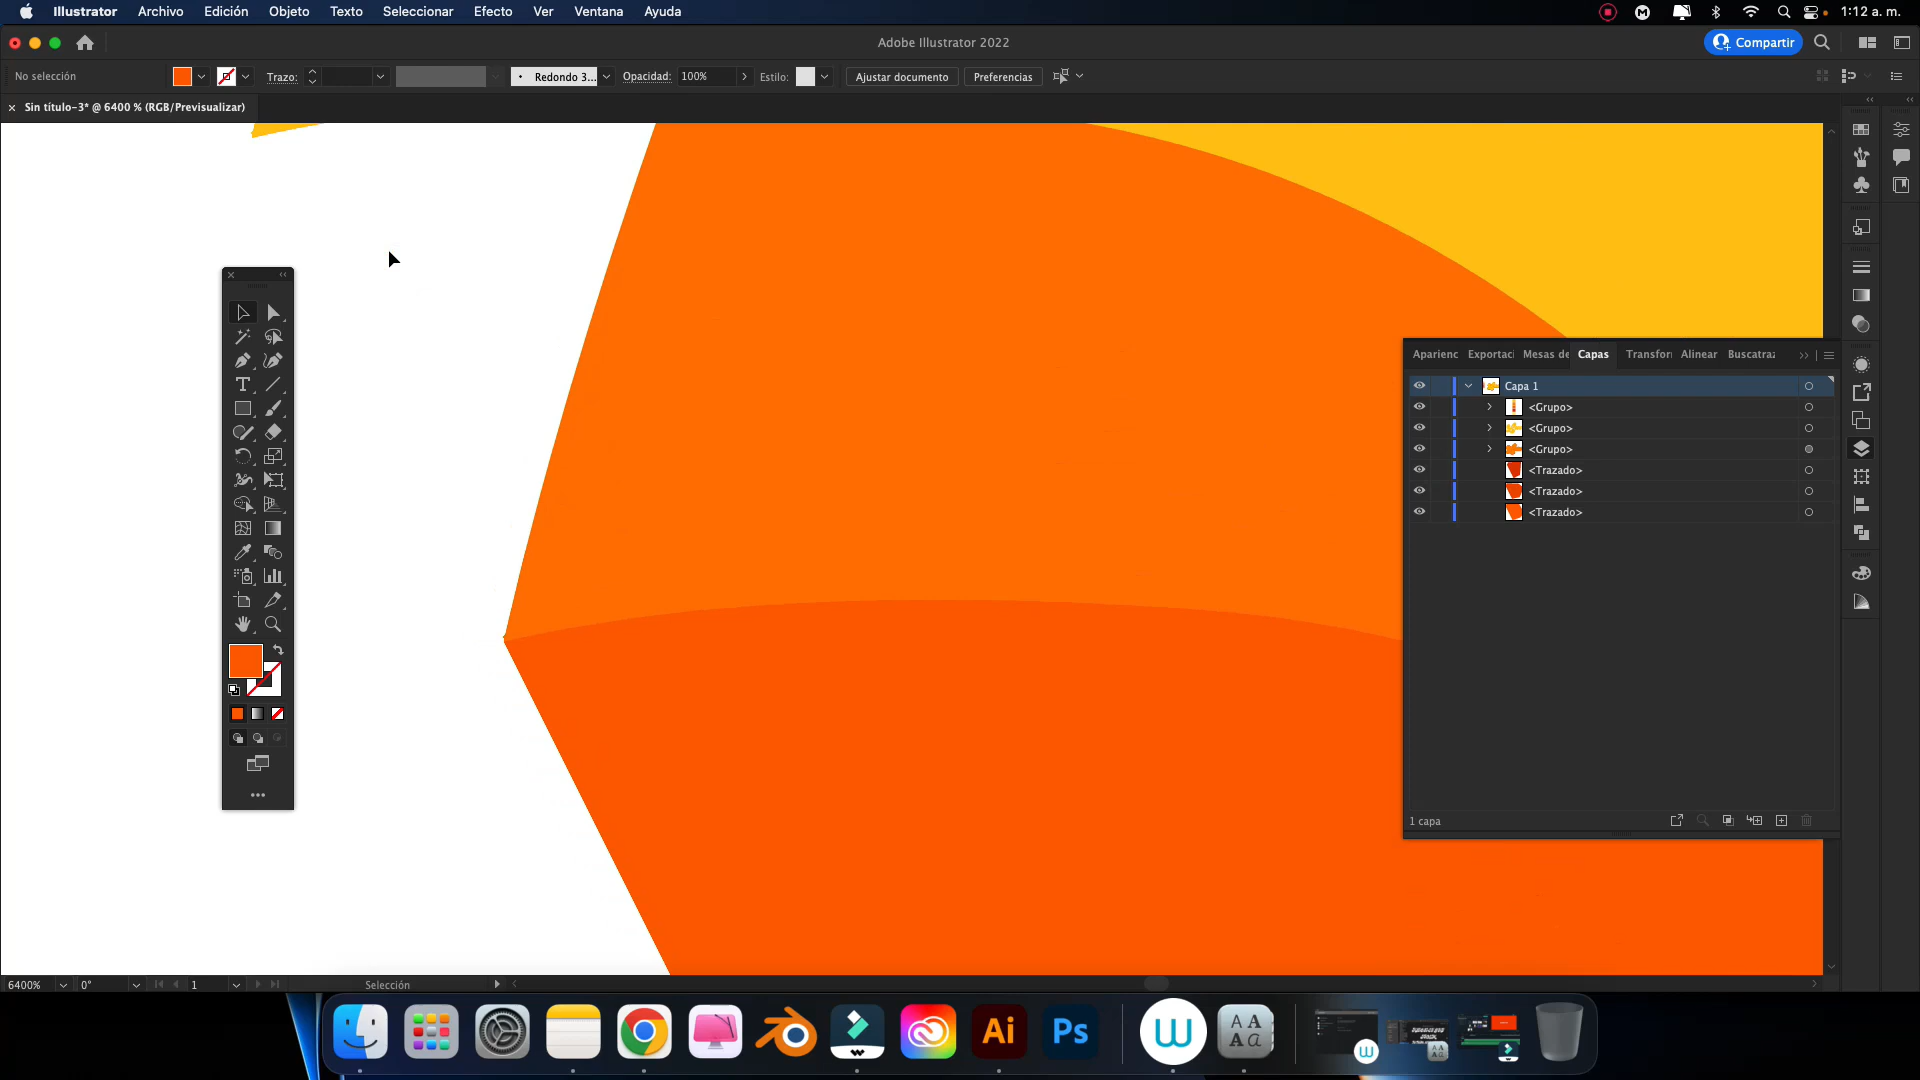 Illustrator Archivo Edición Objeto Texto Seleccionar Efecto Ver Ventana Ayuda
1:12 a. m.
Adobe Illustrator 2022
Compartir
No selección
Trazo:
Redondo 3...
Opacidad: 100%
Estilo:
Ajustar documento
Preferencias
× Sin título-3* @ 6400 % (RGB/Previsualizar)
Aparienc Exportaci Mesas de Capas Transfor Alinear Buscatraz
Capa 1
<Grupo>
<Grupo>
<Grupo>
<Trazado>
<Trazado>
<Trazado>
1 capa
6400% 0° 1 Selección
Ai Ps